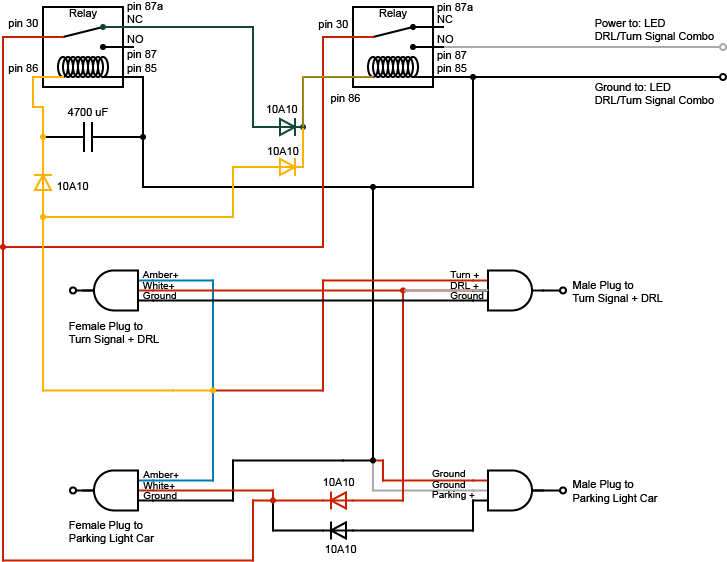 pin 87a
Relay
NC
pin 30
NO
pin 87
pin 86
pin 85
pin 87a
Relay
NC
pin 30
NO
pin 87
pin 85
pin 86
Power to: LED
DRL/Turn Signal Combo
Ground to: LED
DRL/Turn Signal Combo
4700 uF
10A10
10A10
10A10
Amber+
White+
Ground
Female Plug to
Turn Signal + DRL
Turn +
DRL +
Ground
Male Plug to
Turn Signal + DRL
Amber+
White+
Ground
Female Plug to
Parking Light Car
10A10
10A10
Ground
Ground
Parking +
Male Plug to
Parking Light Car